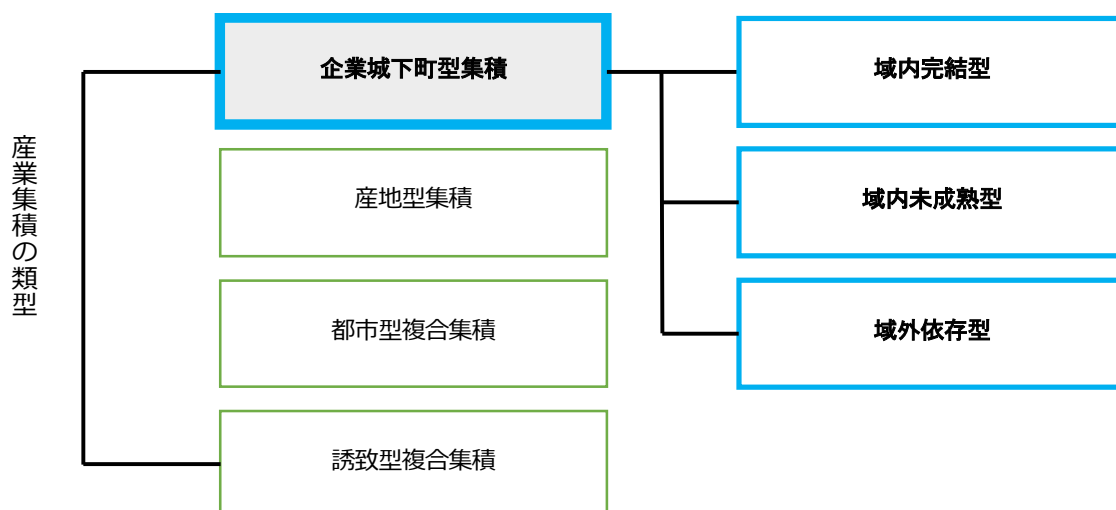 産業集積の類型
企業城下町型集積
産地型集積
都市型複合集積
誘致型複合集積
域内完結型
域内未成熟型
域外依存型